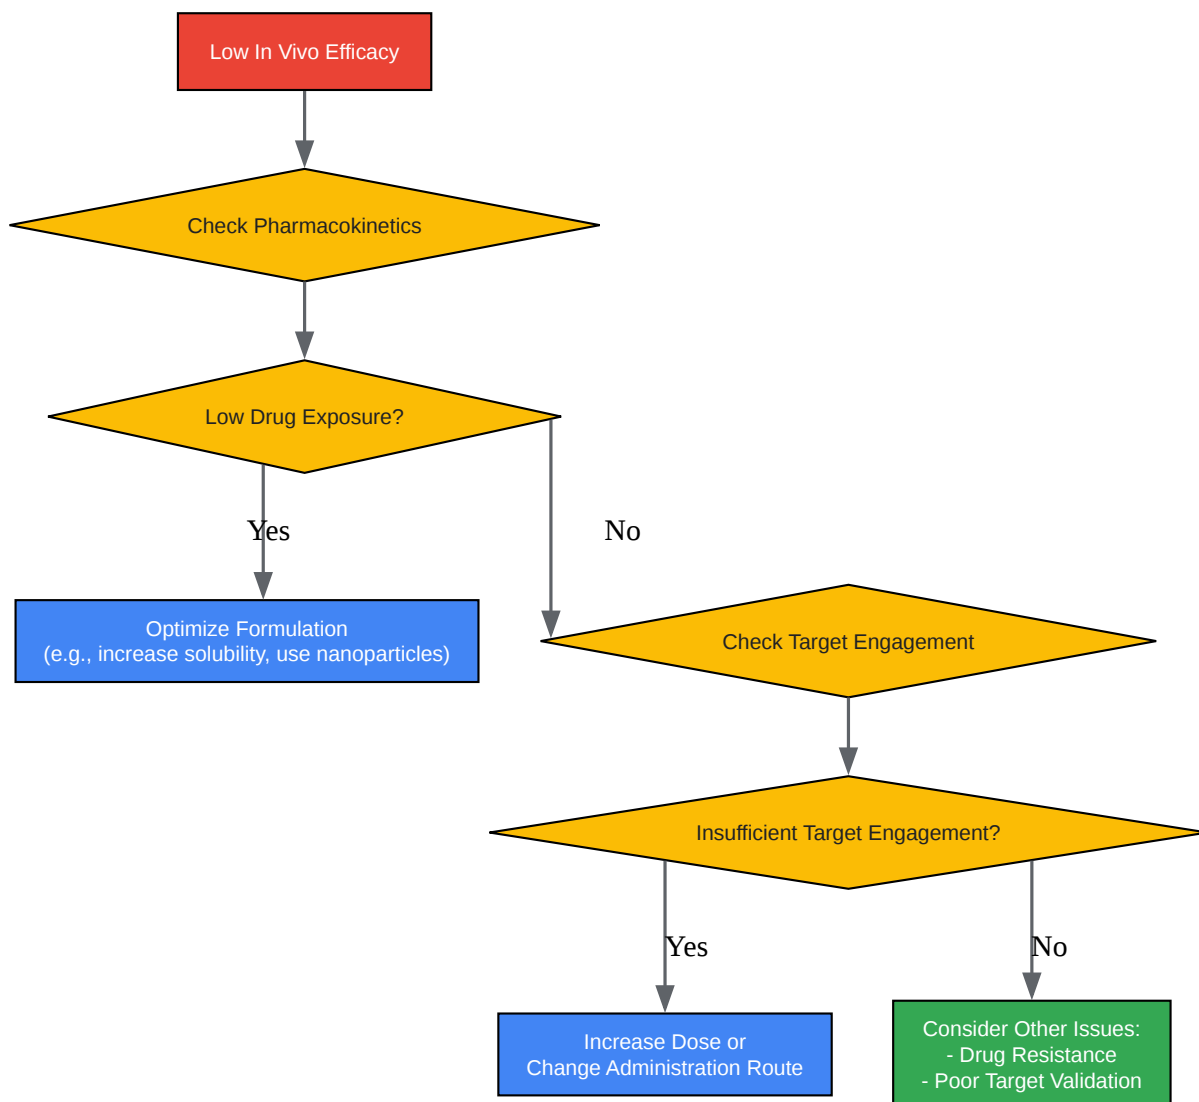 Low In Vivo Efficacy
Check Pharmacokinetics
Low Drug Exposure?
Yes
No
Optimize Formulation
(e.g., increase solubility, use nanoparticles)
Check Target Engagement
Insufficient Target Engagement?
Yes
No
Increase Dose or
Change Administration Route
Consider Other Issues:
- Drug Resistance
- Poor Target Validation